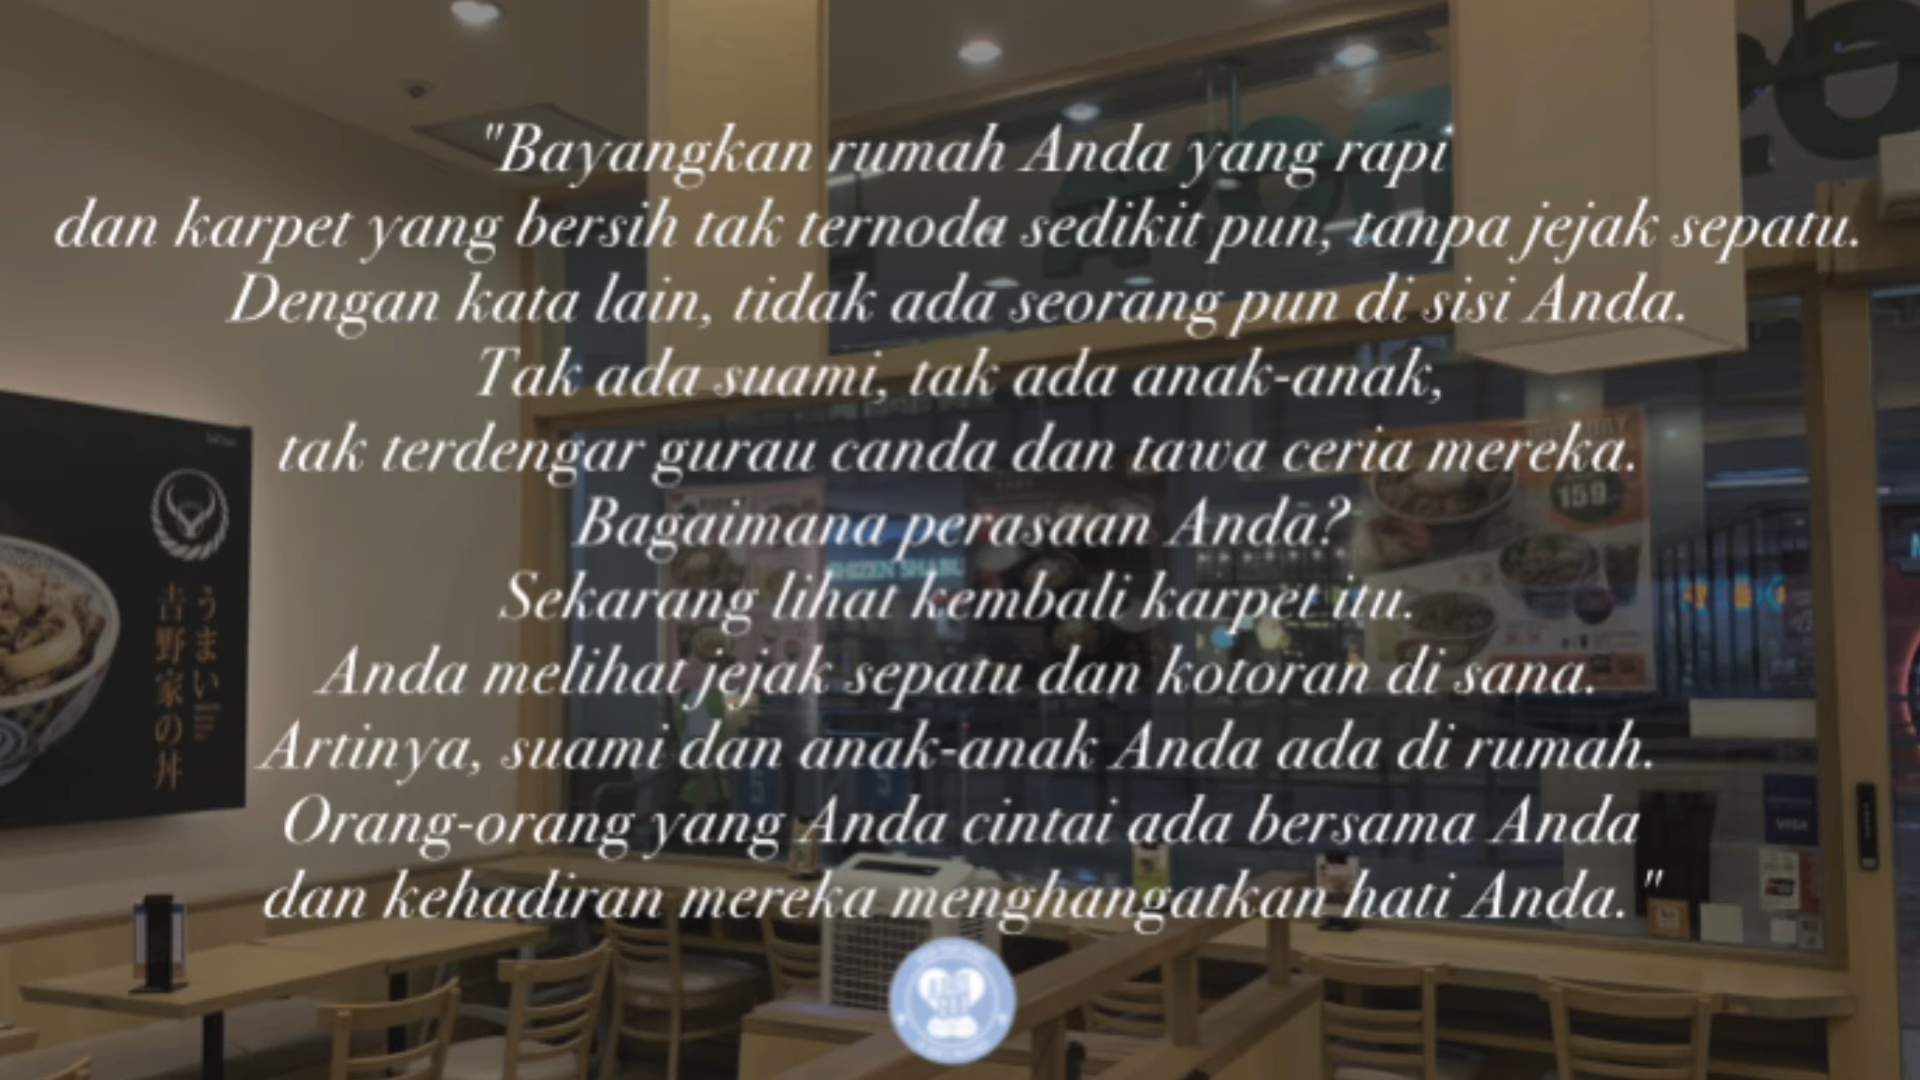 "Bayangkan rumah Anda yang rapi
dan karpet yang bersih tak ternoda sedikit pun, tanpa jejak sepatu.
Dengan kata lain, tidak ada seorang pun di sisi Anda.
Tak ada suami, tak ada anak-anak,
tak terdengar gurau canda dan tawa ceria mereka.
Bagaimana perasaan Anda?
Sekarang lihat kembali karpet itu.
Anda melihat jejak sepatu dan kotoran di sana.
Artinya, suami dan anak-anak Anda ada di rumah.
Orang-orang yang Anda cintai ada bersama Anda
dan kehadiran mereka menghangatkan hati Anda."
うまい
吉野家の丼
SHIZEN SHABU
159
VISA